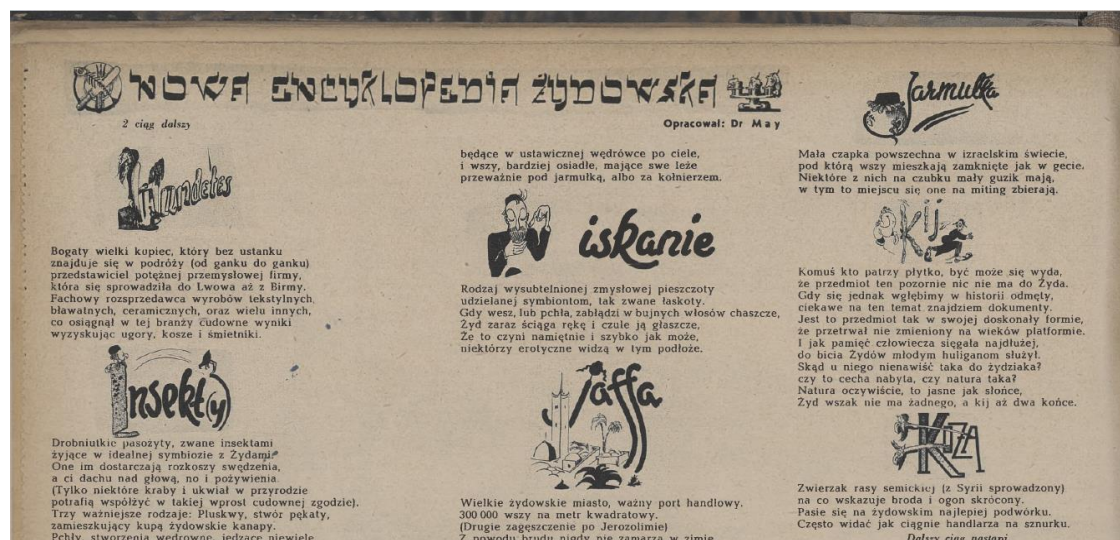 NOWA ENCYKLOPEDIA ŻYDOWSKA
2 ciąg dalszy
Opracował: Dr May
Handełes
Bogaty wielki kupiec, który bez ustanku
znajduje się w podróży (od ganku do ganku)
przedstawiciel potężnej przemysłowej firmy,
która się sprowadziła do Lwowa aż z Birmy.
Fachowy rozsprzedawca wyrobów tekstylnych,
bławatnych, ceramicznych, oraz wielu innych,
co osiągnął w tej branży cudowne wyniki
wyzyskując ugory, kosze i śmietniki.
Insekt(y)
Drobniutkie pasożyty, zwane insektami
żyjące w idealnej symbiozie z Żydami.
One im dostarczają rozkoszy swędzenia,
a ci dachu nad głową, no i pożywienia.
(Tylko niektóre kraby i ukwiał w przyrodzie
potrafią współżyć w takiej wprost cudownej zgodzie).
Trzy ważniejsze rodzaje: Pluskwy, stwór pękaty,
zamieszkujący kupą żydowskie kanapy.
Pchły, stworzenia wędrowne, jedzące niewiele
będące w ustawicznej wędrówce po ciele,
i wszy, bardziej osiadłe, mające swe leże
przeważnie pod jarmułką, albo za kołnierzem.
iskanie
Rodzaj wysubtelnionej zmysłowej pieszczoty
udzielanej symbiontom, tak zwane łaskoty.
Gdy wesz, lub pchła, zabłądzi w bujnych włosów chaszcze,
Żyd zaraz ściąga rękę i czule ją głaszcze,
Że to czyni namiętnie i szybko jak może,
niektórzy erotyczne widzą w tym podłoże.
Jaffa
Wielkie żydowskie miasto, ważny port handlowy.
300 000 wszy na metr kwadratowy.
(Drugie zagęszczenie po Jerozolimie)
Z powodu brudu nigdy nie zamarza w zimie
Jarmułka
Mała czapka powszechna w izraelskim świecie,
pod którą wszy mieszkają zamknięte jak w gecie.
Niektóre z nich na czubku mały guzik mają,
w tym to miejscu się one na miting zbierają.
Kij
Komuś kto patrzy płytko, być może się wyda,
że przedmiot ten pozornie nic nie ma do Żyda.
Gdy się jednak wgłębimy w historii odmęty,
ciekawe na ten temat znajdziem dokumenty.
Jest to przedmiot tak w swojej doskonały formie,
że przetrwał nie zmieniony na wieków platformie.
I jak pamięć człowiecza sięgała najdłużej,
do bicia Żydów młodym huliganom służył.
Skąd u niego nienawiść taka do żydziaka?
czy to cecha nabyta, czy natura taka?
Natura oczywiście, to jasne jak słońce,
Żyd wszak nie ma żadnego, a kij aż dwa końce.
KOZA
Zwierzak rasy semickiej (z Syrii sprowadzony)
na co wskazuje broda i ogon skrócony.
Pasie się na żydowskim najlepiej podwórku.
Często widać jak ciągnie handlarza na sznurku.
Dalszy ciąg nastąpi